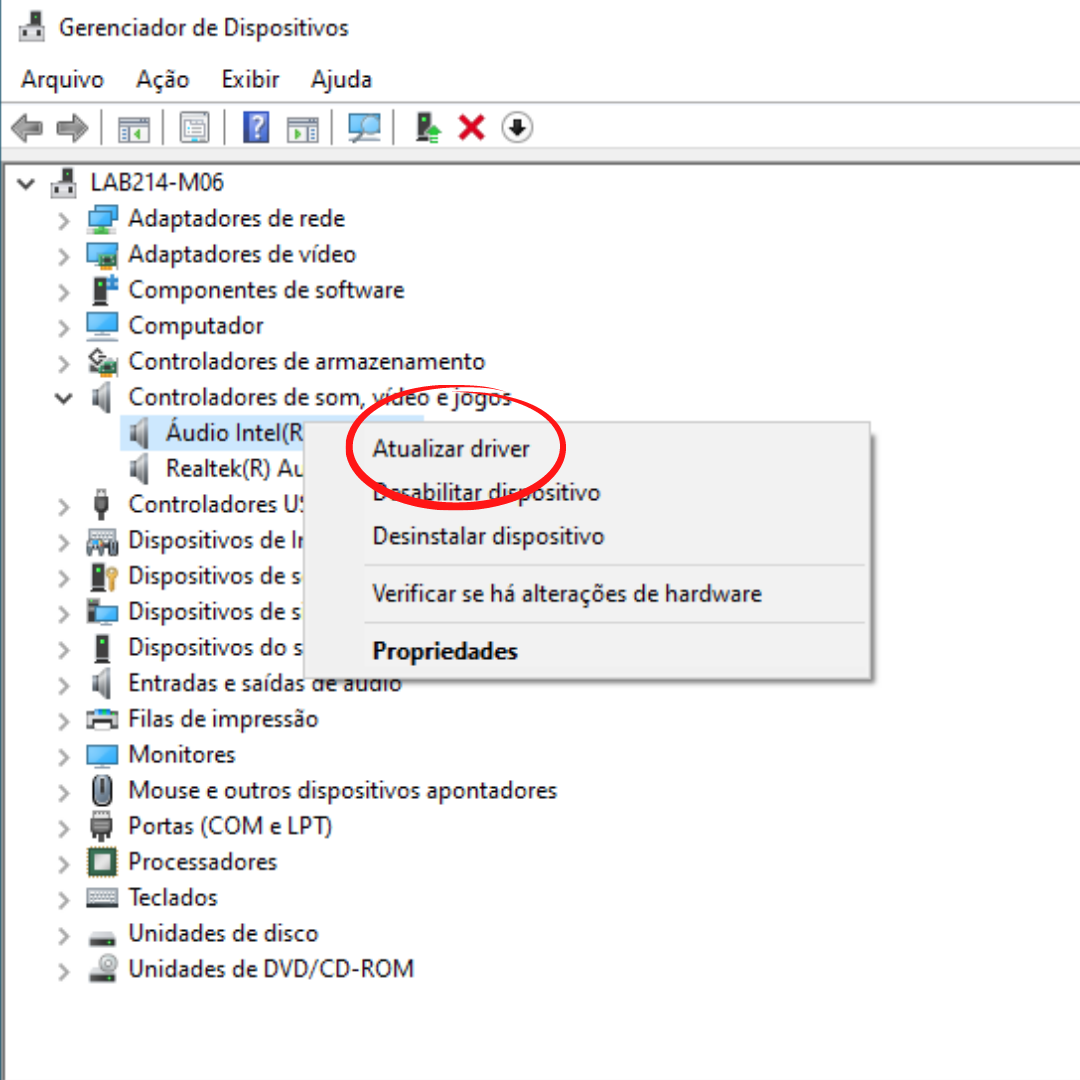 Gerenciador de Dispositivos
Arquivo Ação Exibir Ajuda
LAB214-M06
Adaptadores de rede
Adaptadores de vídeo
Componentes de software
Computador
Controladores de armazenamento
Controladores de som, vídeo e jogos
Áudio Intel(R
Atualizar driver
Realtek(R)
Desabilitar dispositivo
Controladores
Desinstalar dispositivo
Dispositivos de
Dispositivos de
Verificar se há alterações de hardware
Dispositivos de
Dispositivos do
Propriedades
Entradas e saídas de áudio
Filas de impressão
Monitores
Mouse e outros dispositivos apontadores
Portas (COM e LPT)
Processadores
Teclados
Unidades de disco
Unidades de DVD/CD-ROM